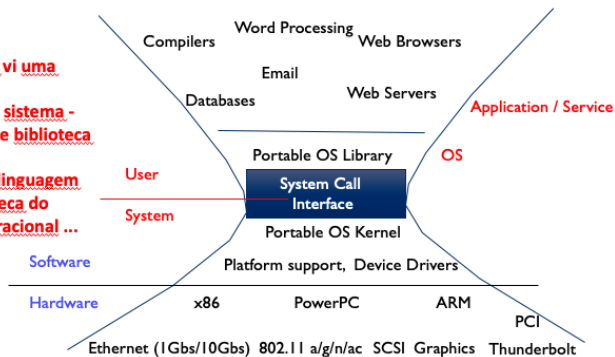 Compilers
Word Processing
Web Browsers
vi uma
Email
Databases
Web Servers
sistema -
Application / Service
e biblioteca
Portable OS Library
OS
linguagem
User
System Call
Interface
eca do
System
racional ...
Portable OS Kernel
Software
Platform support, Device Drivers
Hardware
x86
PowerPC
ARM
PCI
Ethernet (1Gbs/10Gbs) 802.11 a/g/n/ac SCSI Graphics Thunderbolt